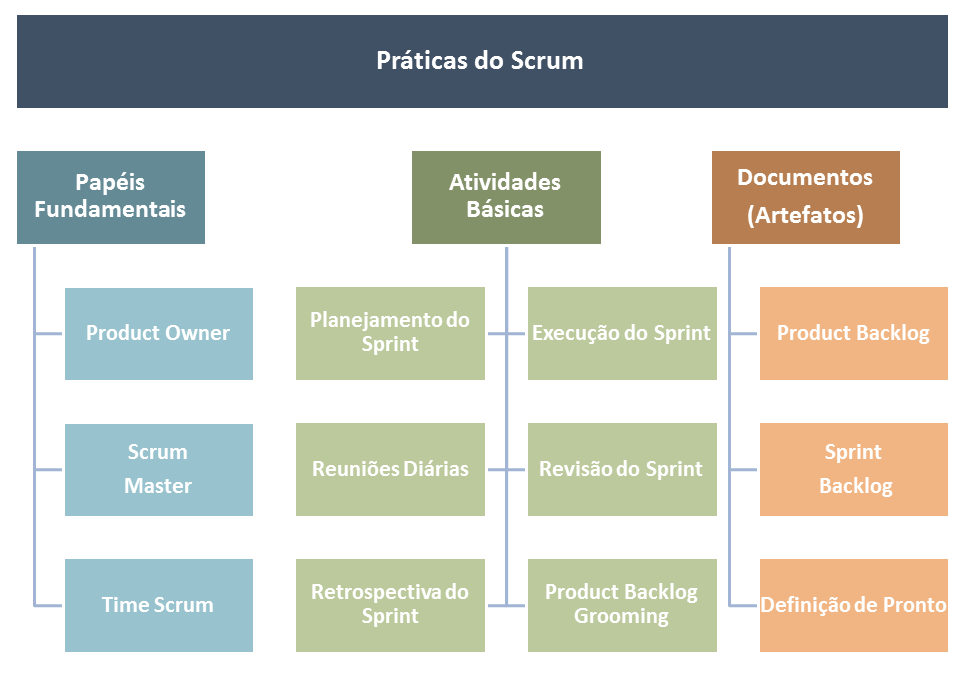 Práticas do Scrum
Papéis
Fundamentais
Product Owner
Scrum
Master
Time Scrum
Atividades
Básicas
Planejamento do
Sprint
Execução do Sprint
Reuniões Diárias
Revisão do Sprint
Retrospectiva do
Sprint
Product Backlog
Grooming
Documentos
(Artefatos)
Product Backlog
Sprint
Backlog
Definição de Pronto